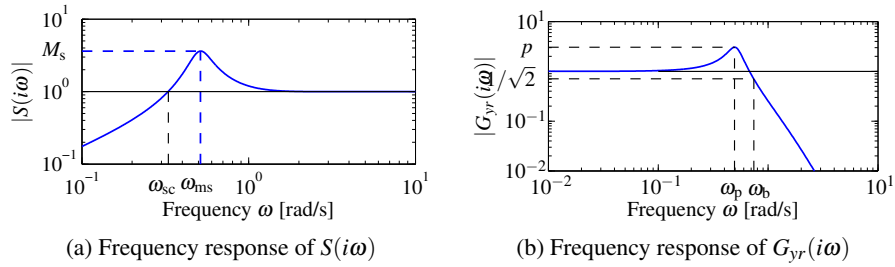 10^1
M_s
10^0
10^{-1}
|S(iω)|
10^{-1}
ω_sc ω_ms
10^0
10^1
Frequency ω [rad/s]
(a) Frequency response of S(iω)
10^1
p
/√2
10^{-1}
10^{-2}
|G_yr(iω)|
10^{-2}
10^{-1}
ω_p ω_b
10^0
10^1
Frequency ω [rad/s]
(b) Frequency response of G_yr(iω)